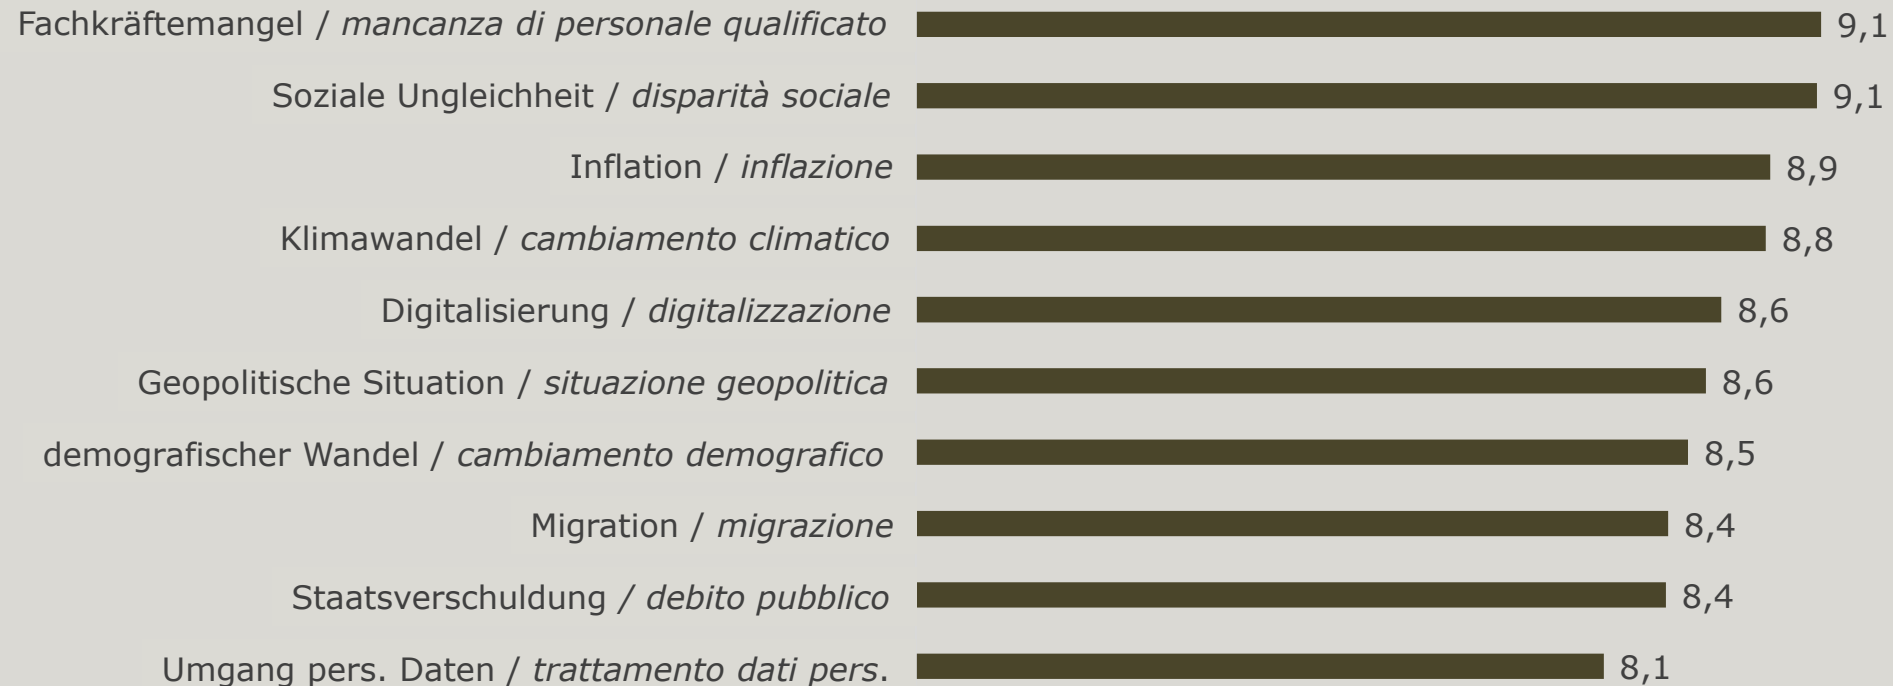 Fachkräftemangel / mancanza di personale qualificato 9,1
Soziale Ungleichheit / disparità sociale 9,1
Inflation / inflazione 8,9
Klimawandel / cambiamento climatico 8,8
Digitalisierung / digitalizzazione 8,6
Geopolitische Situation / situazione geopolitica 8,6
demografischer Wandel / cambiamento demografico 8,5
Migration / migrazione 8,4
Staatsverschuldung / debito pubblico 8,4
Umgang pers. Daten / trattamento dati pers. 8,1